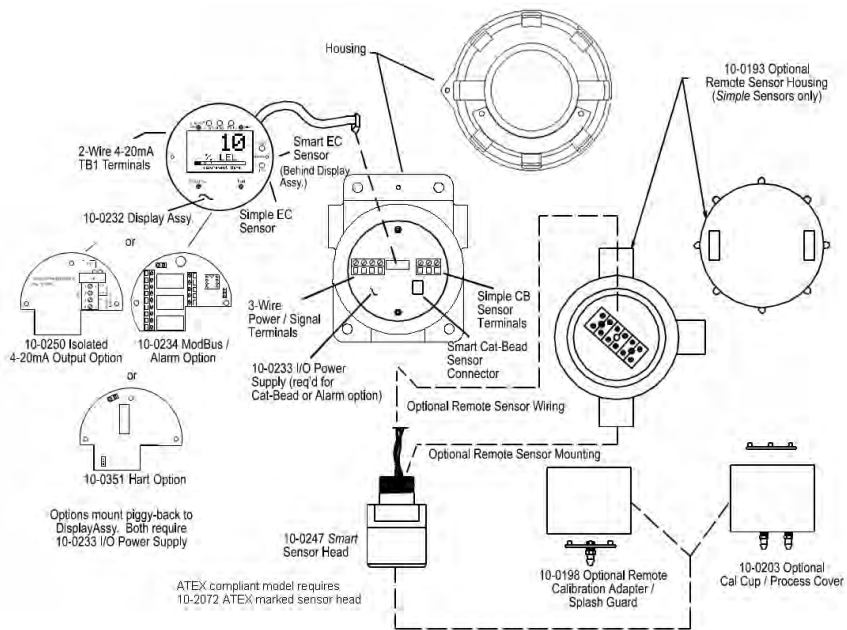 Housing
10-0193 Optional
Remote Sensor Housing
(Simple Sensors only)
10
% LEL
2-Wire 4-20mA
TB1 Terminals
Smart EC
Sensor
(Behind Display
Assy.)
Simple EC
Sensor
10-0232 Display Assy.
or
10-0250 Isolated
4-20mA Output Option
10-0234 ModBus /
Alarm Option
or
10-0351 Hart Option
3-Wire
Power / Signal
Terminals
10-0233 I/O Power
Supply (req'd for
Cat-Bead or Alarm option)
Simple CB
Sensor
Terminals
Smart Cat-Bead
Sensor
Connector
Optional Remote Sensor Wiring
Optional Remote Sensor Mounting
Options mount piggy-back to
DisplayAssy. Both require
10-0233 I/O Power Supply
10-0247 Smart
Sensor Head
ATEX compliant model requires
10-2072 ATEX marked sensor head
10-0198 Optional Remote
Calibration Adapter /
Splash Guard
10-0203 Optional
Cal Cup / Process Cover